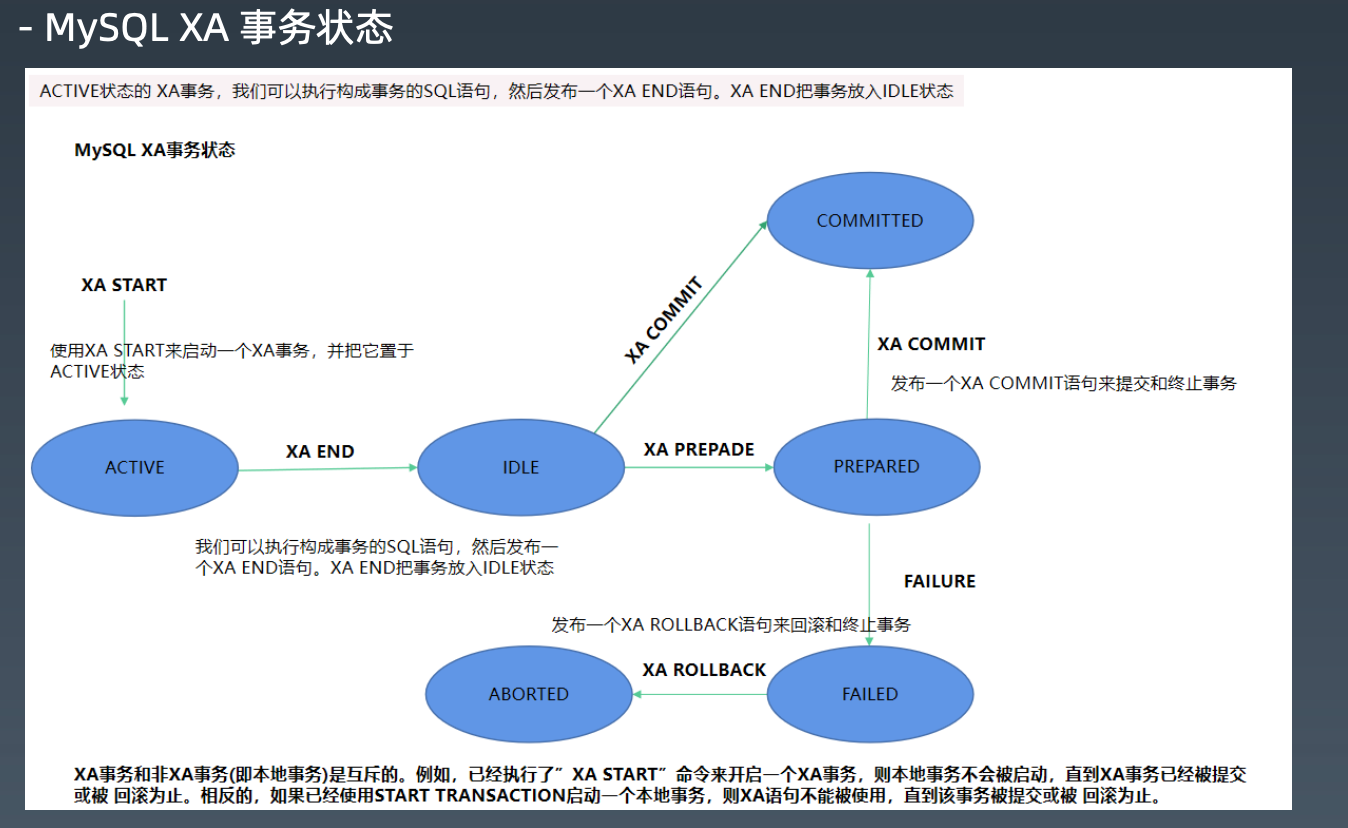 - MySQL XA 事务状态
ACTIVE状态的 XA事务，我们可以执行构成事务的SQL语句，然后发布一个XA END语句。XA END把事务放入IDLE状态
MySQL XA事务状态
COMMITTED
XA START
XA COMMIT
XA COMMIT
使用XA START来启动一个XA事务，并把它置于
ACTIVE状态
发布一个XA COMMIT语句来提交和终止事务
XA END
XA PREPADE
ACTIVE
IDLE
PREPARED
我们可以执行构成事务的SQL语句，然后发布一
个XA END语句。XA END把事务放入IDLE状态
FAILURE
发布一个XA ROLLBACK语句来回滚和终止事务
XA ROLLBACK
ABORTED
FAILED
XA事务和非XA事务(即本地事务)是互斥的。例如，已经执行了”XA START”命令来开启一个XA事务，则本地事务不会被启动，直到XA事务已经被提交
或被 回滚为止。相反的，如果已经使用START TRANSACTION启动一个本地事务，则XA语句不能被使用，直到该事务被提交或被 回滚为止。